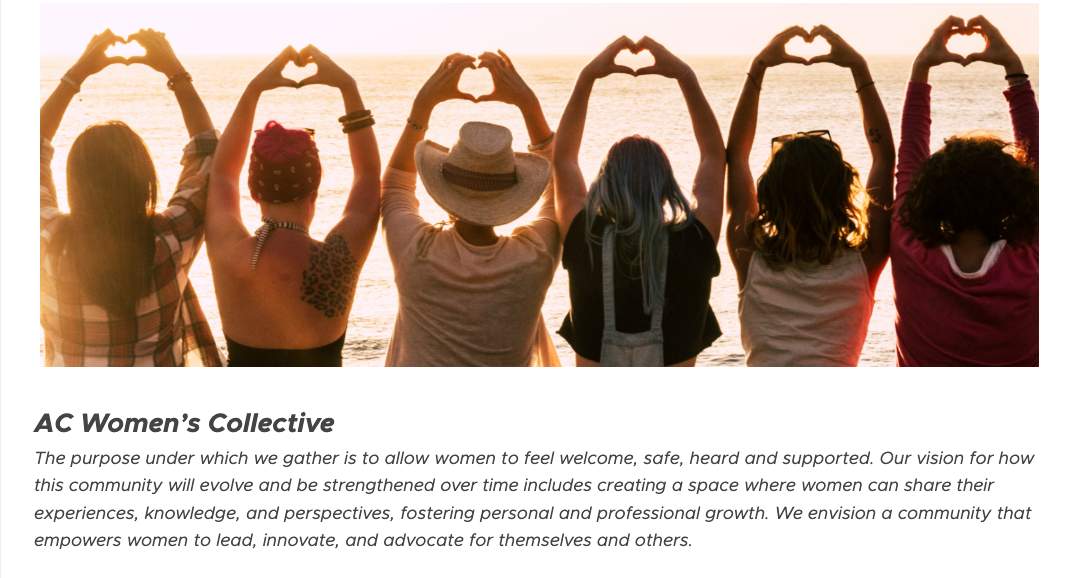 AC Women’s Collective
The purpose under which we gather is to allow women to feel welcome, safe, heard and supported. Our vision for how
this community will evolve and be strengthened over time includes creating a space where women can share their
experiences, knowledge, and perspectives, fostering personal and professional growth. We envision a community that
empowers women to lead, innovate, and advocate for themselves and others.